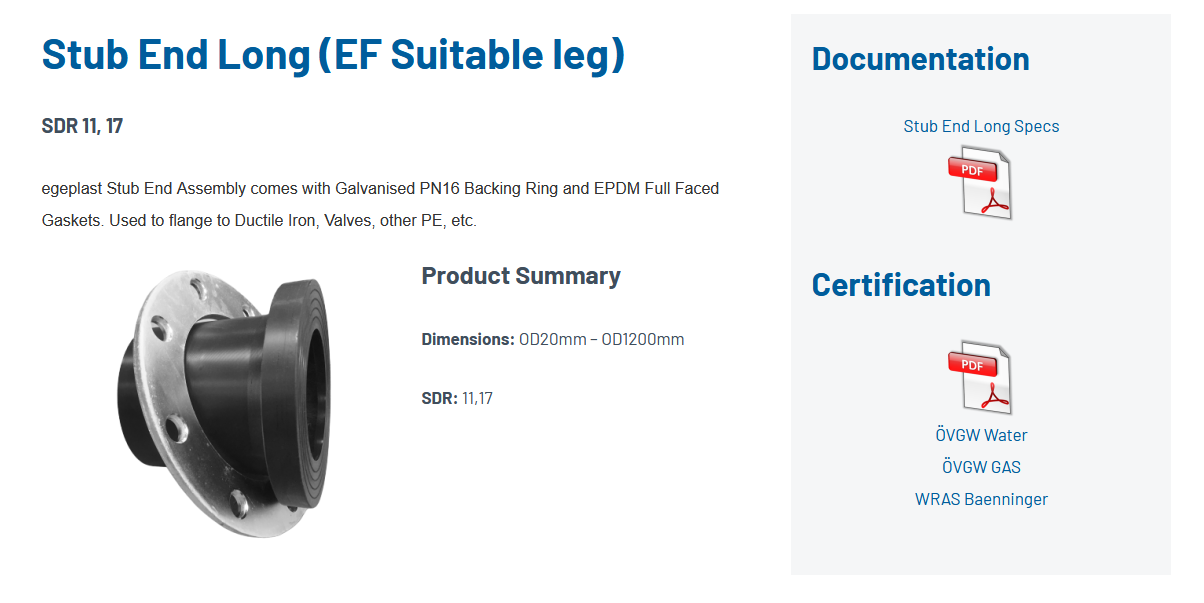 Stub End Long (EF Suitable leg)
SDR 11, 17
egeplast Stub End Assembly comes with Galvanised PN16 Backing Ring and EPDM Full Faced
Gaskets. Used to flange to Ductile Iron, Valves, other PE, etc.
Product Summary
Dimensions: OD20mm – OD1200mm
SDR: 11,17
Documentation
Stub End Long Specs
PDF
Certification
PDF
ÖVGW Water
ÖVGW GAS
WRAS Baenninger